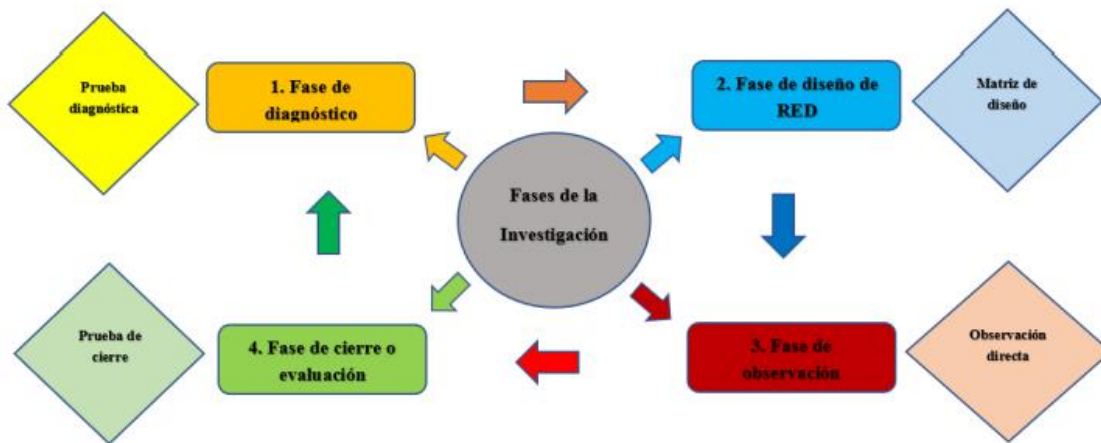 Prueba
diagnóstica
1. Fase de
diagnóstico
2. Fase de diseño de
RED
Matriz de
diseño
Fases de la
Investigación
Prueba de
cierre
4. Fase de cierre o
evaluación
3. Fase de
observación
Observación
directa